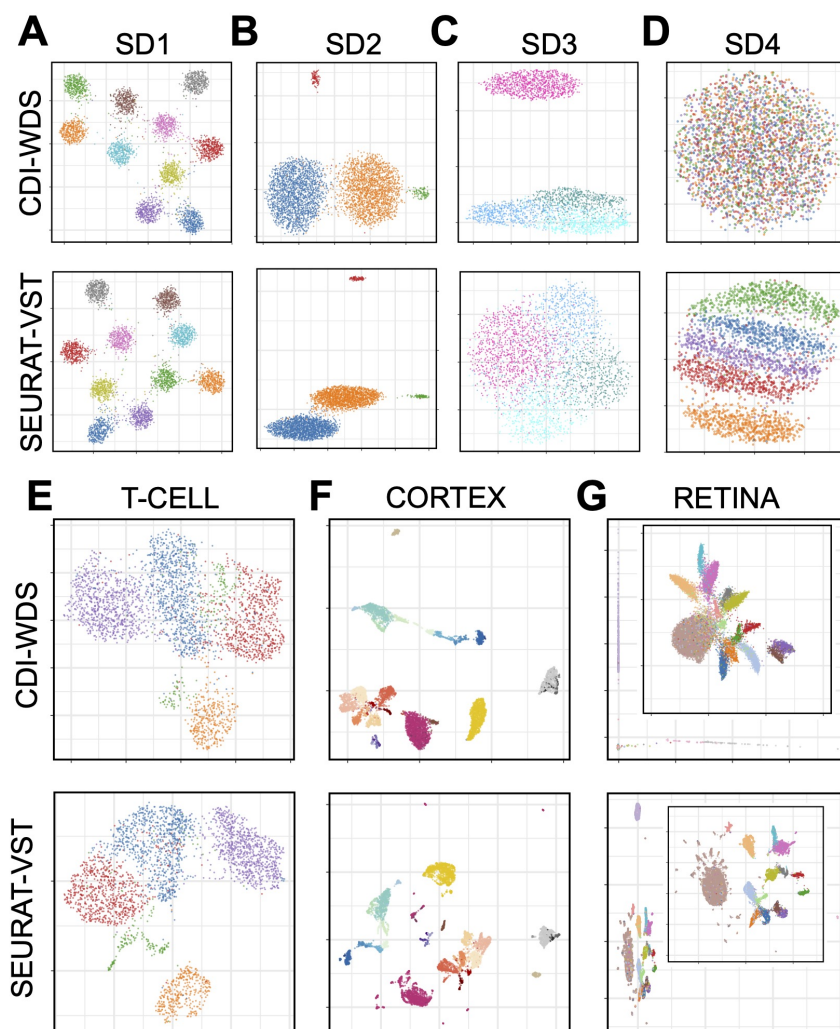 A SD1 B SD2 C SD3 D SD4
CDI-WDS
SEURAT-VST
E T-CELL F CORTEX G RETINA
CDI-WDS
SEURAT-VST